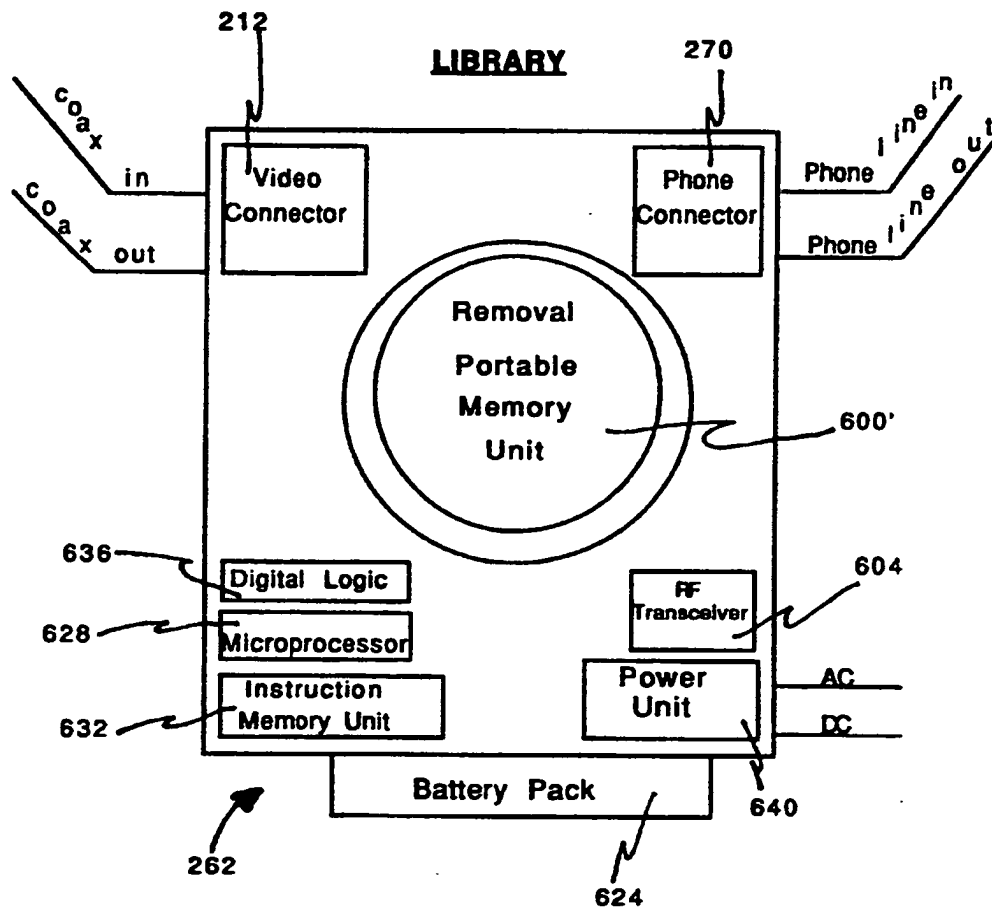 212
LIBRARY
270
coax in
coax out
Video
Connector
Phone
Connector
Phone line in
Phone line out
Removal
Portable
Memory
Unit
600'
636
Digital Logic
628
Microprocessor
632
Instruction
Memory Unit
RF
Transceiver
604
Power
Unit
AC
DC
640
Battery Pack
262
624